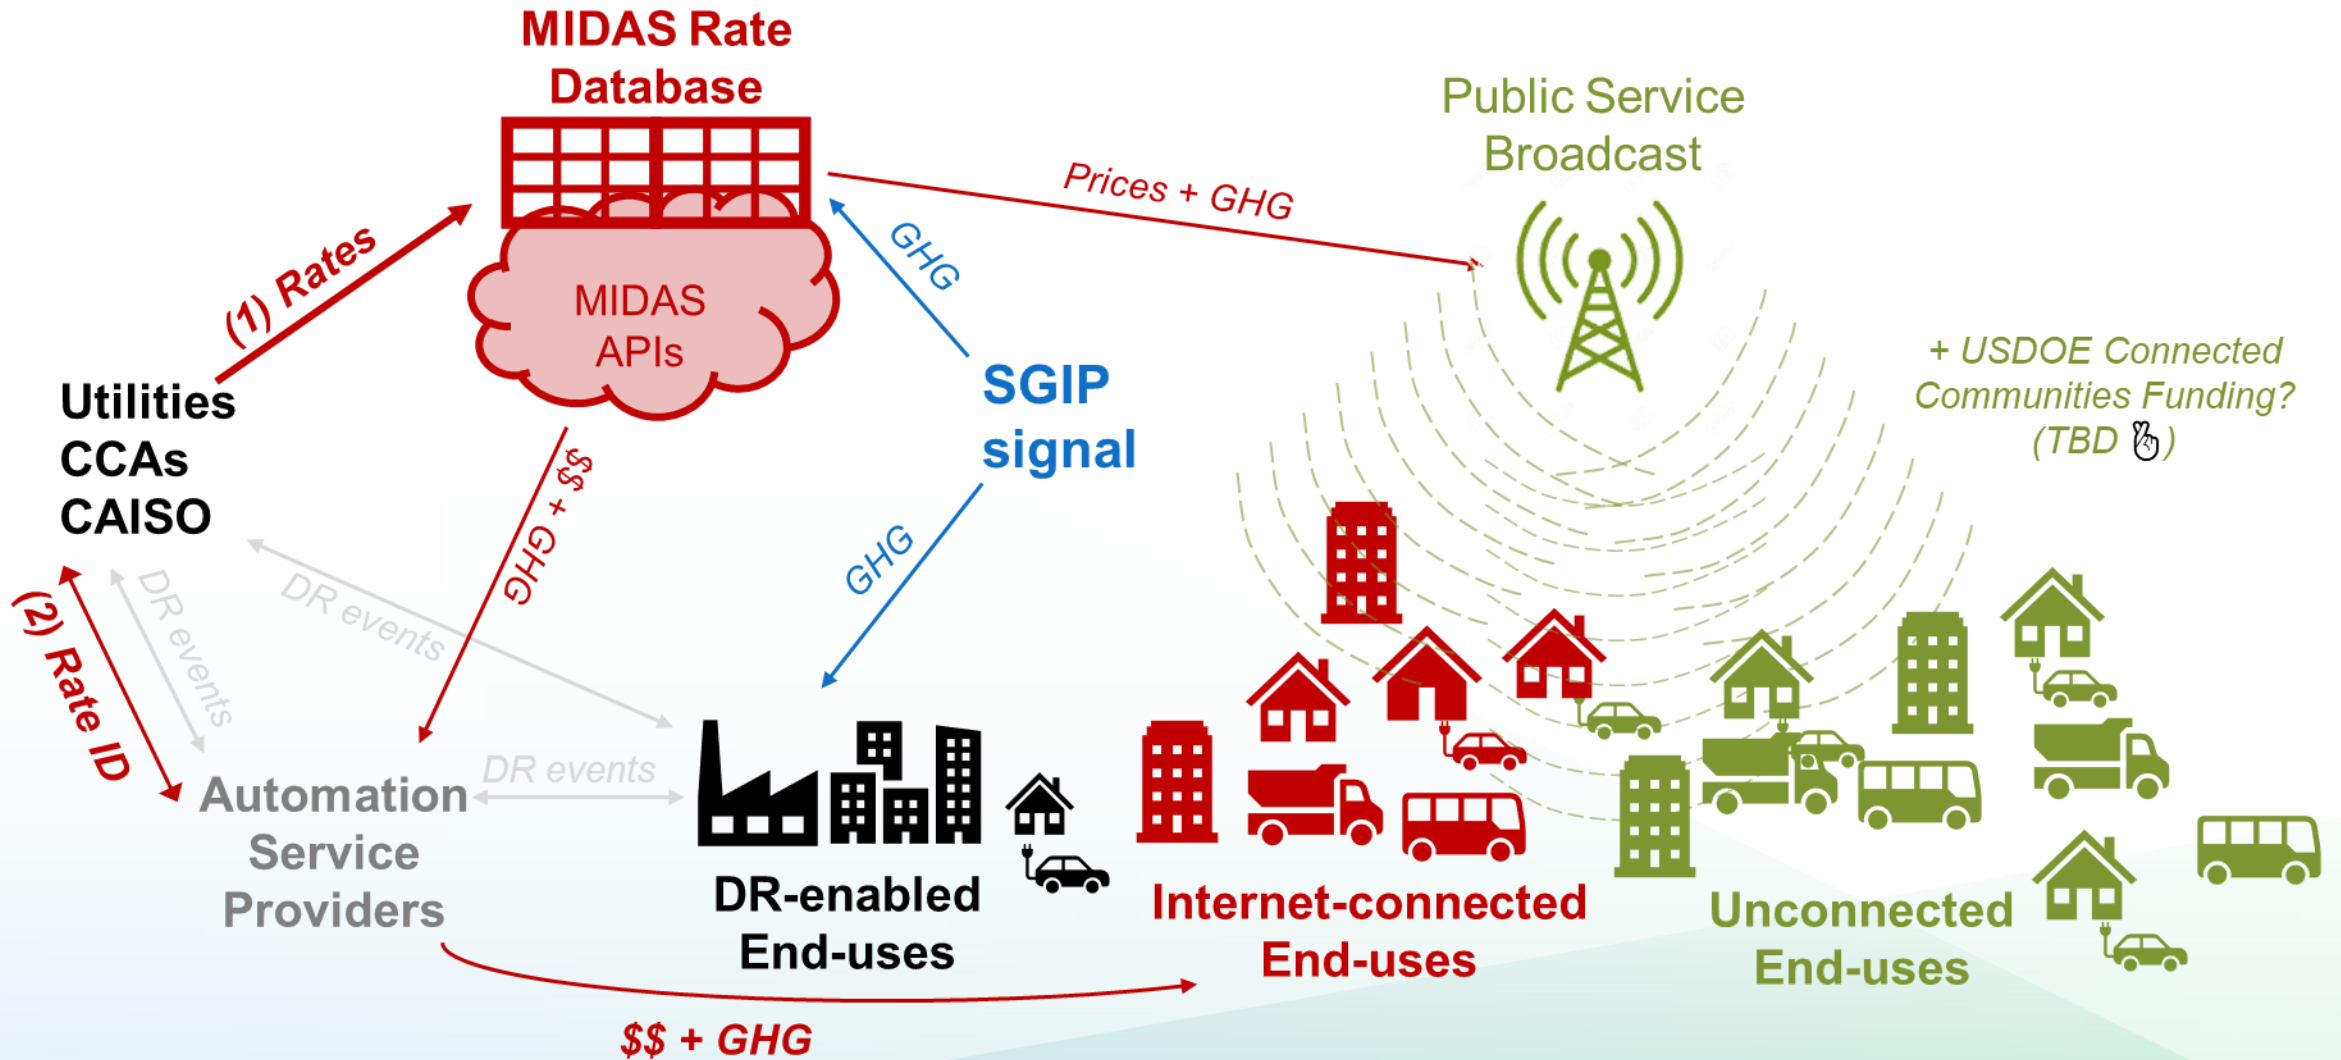 MIDAS Rate
Database
MIDAS
APIs
Public Service
Broadcast
Prices + GHG
(1) Rates
GHG
+ USDOE Connected
Communities Funding?
(TBD 🤞)
SGIP
signal
Utilities
CCAs
CAISO
$$ + GHG
GHG
DR events
DR events
(2) Rate ID
DR events
Automation
Service
Providers
DR-enabled
End-uses
Internet-connected
End-uses
Unconnected
End-uses
$$ + GHG